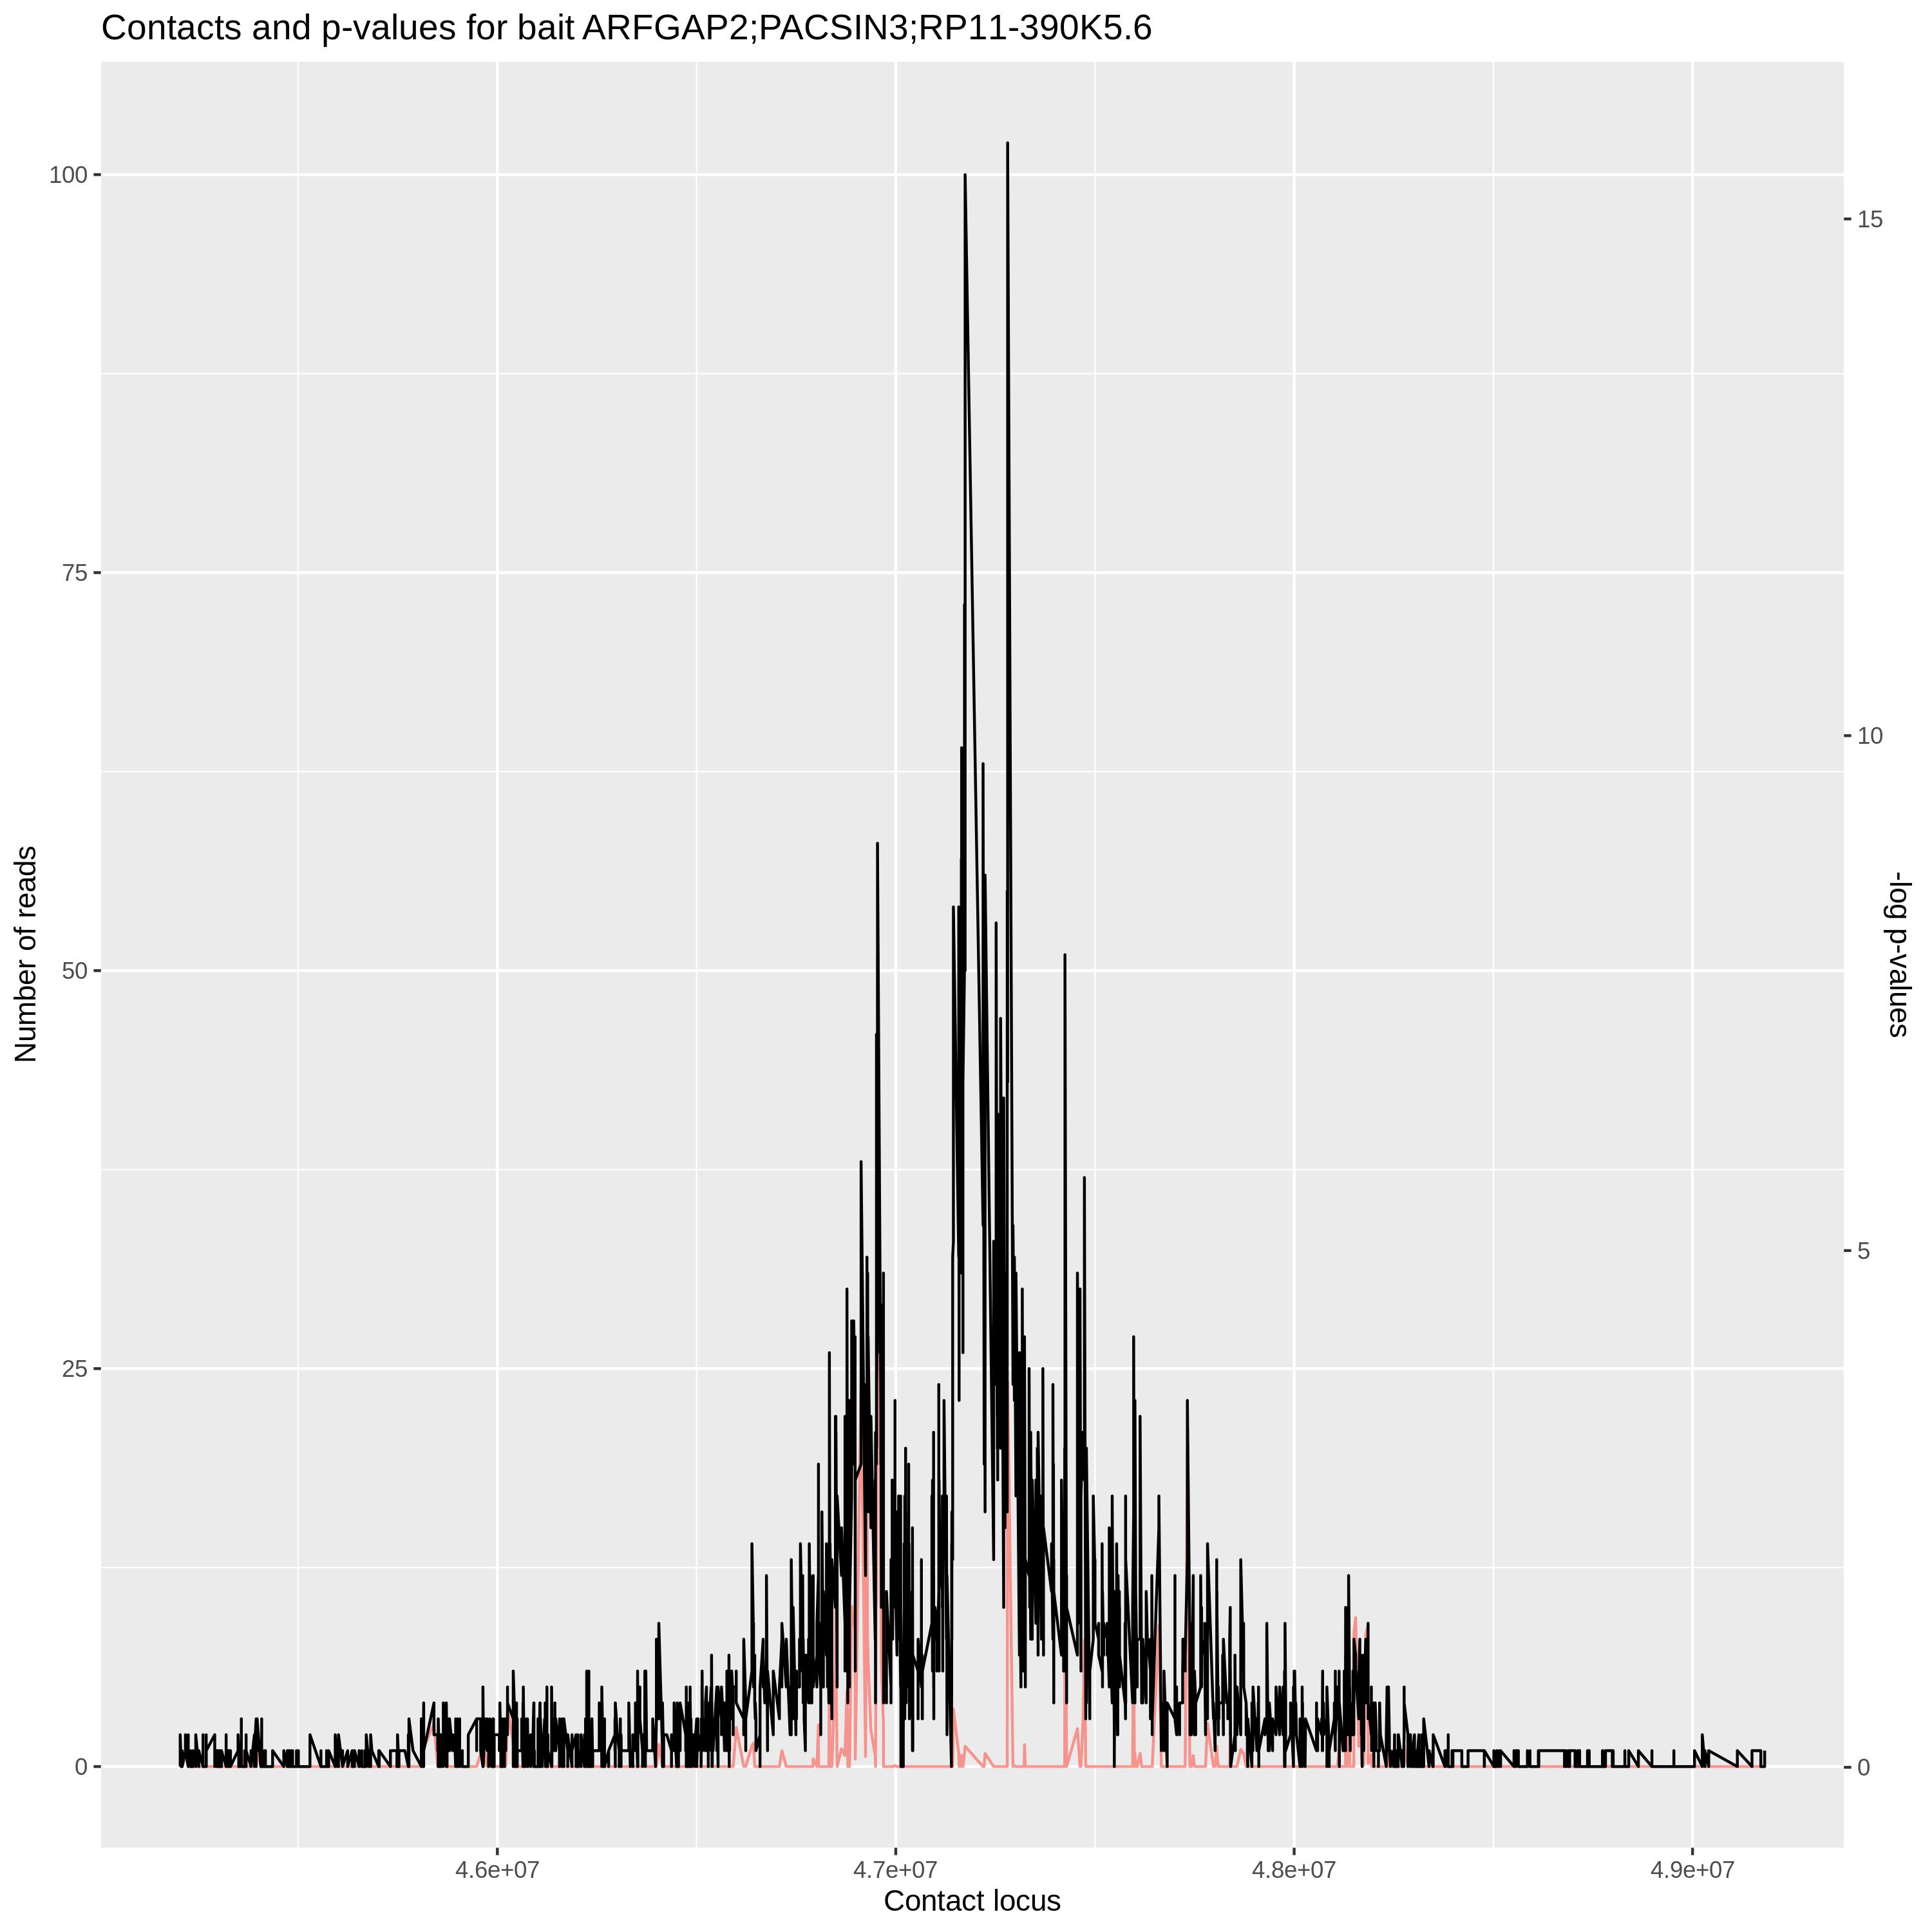 Contacts and p-values for bait ARFGAP2;PACSIN3;RP11-390K5.6
100
75
50
25
0
Number of reads
15
10
5
0
-log p-values
4.6e+07 4.7e+07 4.8e+07 4.9e+07
Contact locus